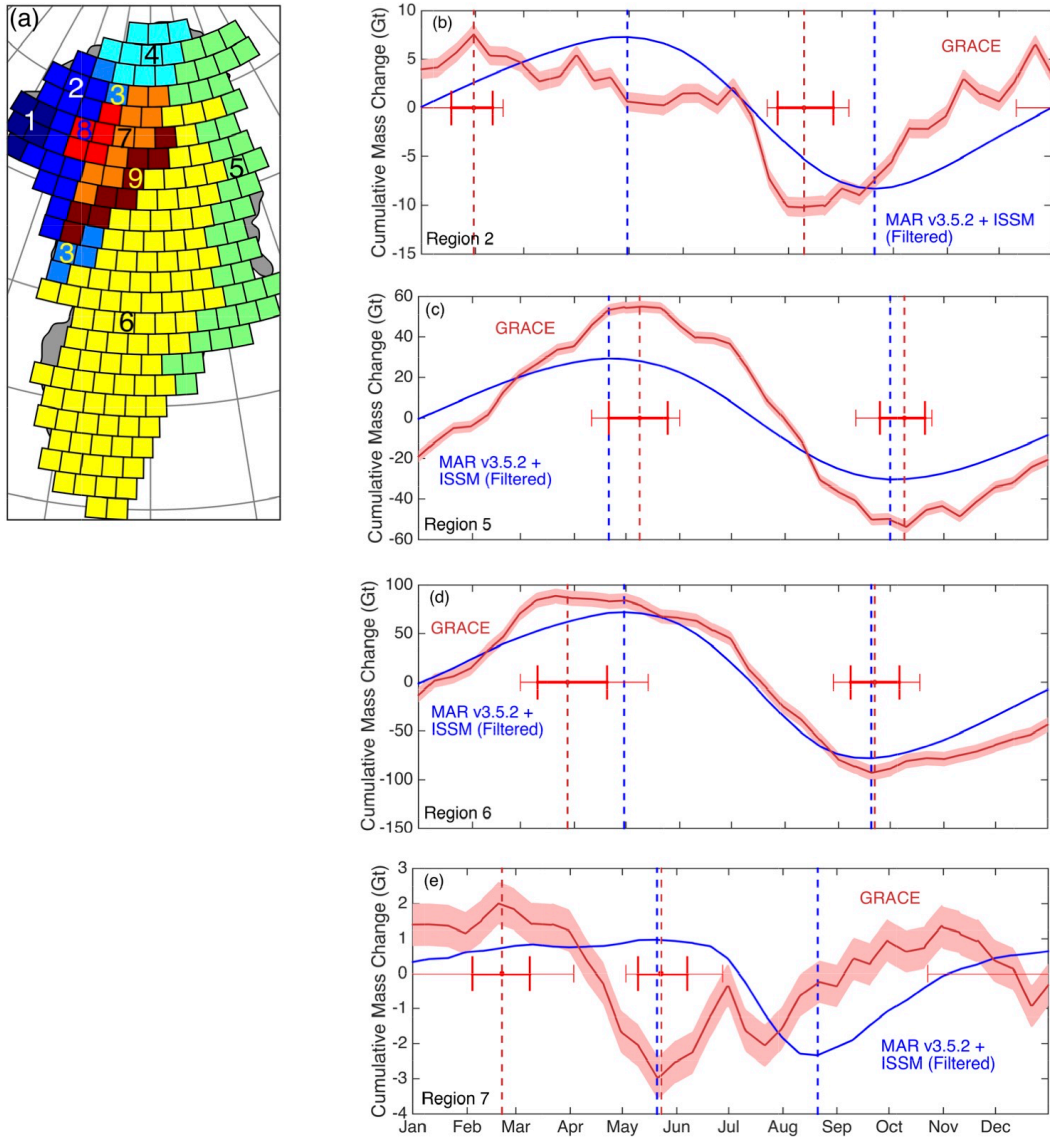 (a)
4
3
2
1
8
7
5
9
3
6
(b)
10
5
0
-5
-10
-15
Cumulative Mass Change (Gt)
GRACE
MAR v3.5.2 + ISSM
(Filtered)
Region 2
(c)
60
40
20
0
-20
-40
-60
Cumulative Mass Change (Gt)
GRACE
MAR v3.5.2 +
ISSM (Filtered)
Region 5
(d)
100
50
0
-50
-100
-150
Cumulative Mass Change (Gt)
GRACE
MAR v3.5.2 +
ISSM (Filtered)
Region 6
(e)
3
2
1
0
-1
-2
-3
-4
Cumulative Mass Change (Gt)
GRACE
MAR v3.5.2 +
ISSM (Filtered)
Region 7
Jan Feb Mar Apr May Jun Jul Aug Sep Oct Nov Dec